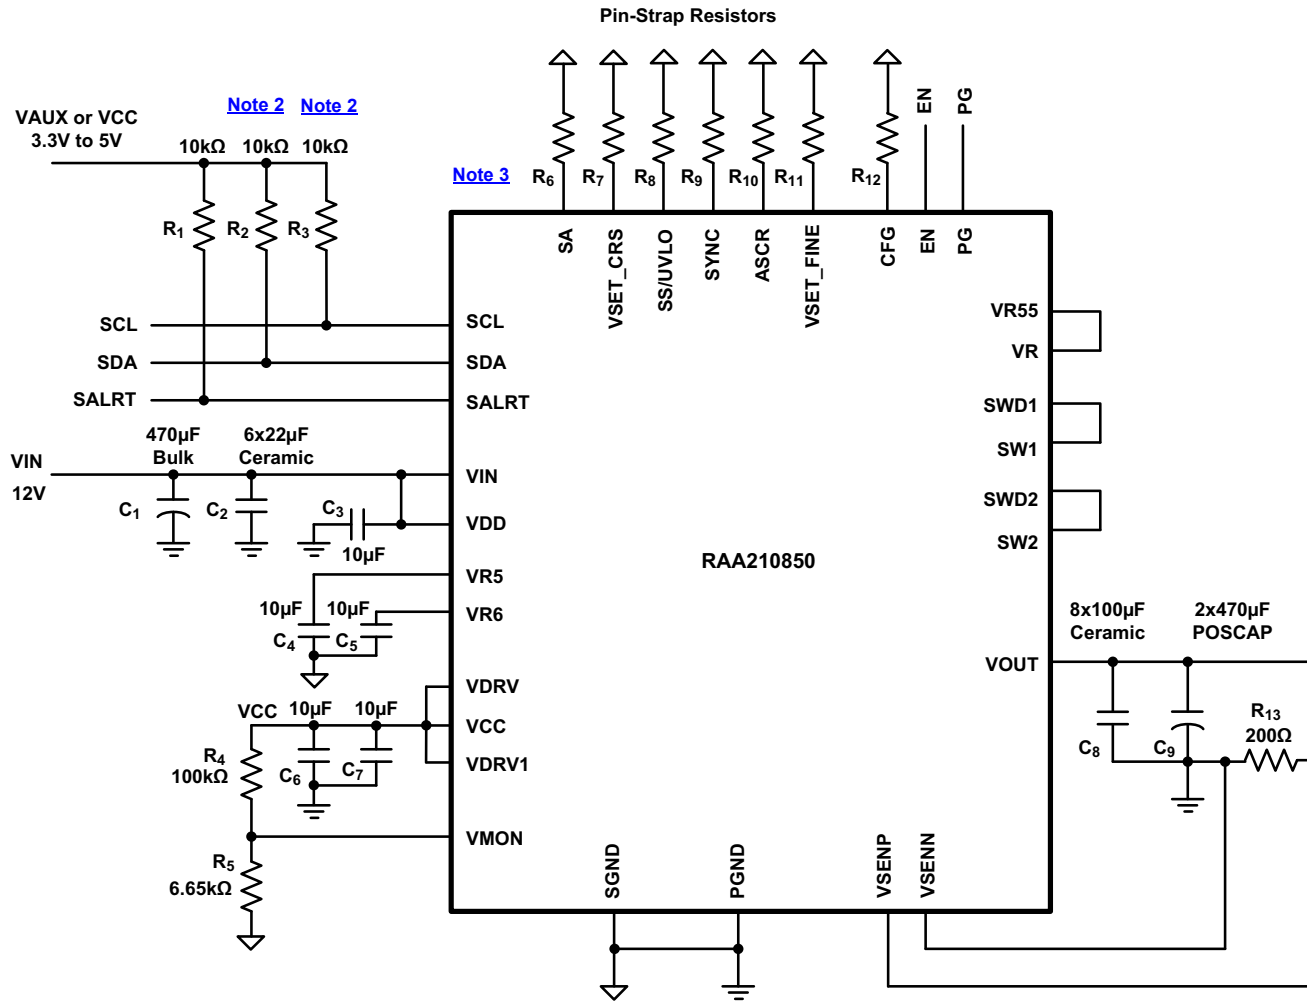 Pin-Strap Resistors
VAUX or VCC
3.3V to 5V
Note 2
Note 2
10kΩ
10kΩ
10kΩ
R1
R2
R3
Note 3
R6
R7
R8
R9
R10
R11
R12
EN
PG
SA
VSET_CRS
SS/UVLO
SYNC
ASCR
VSET_FINE
CFG
EN
PG
SCL
SCL
SDA
SDA
SALRT
SALRT
VIN
12V
470µF
Bulk
6x22µF
Ceramic
C1
C2
C3
10µF
VIN
VDD
VR5
VR6
10µF
10µF
C4
C5
VDRV
VCC
VDRV1
VCC
10µF
10µF
C6
C7
R4
100kΩ
VMON
R5
6.65kΩ
RAA210850
VR55
VR
SWD1
SW1
SWD2
SW2
VOUT
8x100µF
Ceramic
2x470µF
POSCAP
C8
C9
R13
200Ω
SGND
PGND
VSENP
VSENN